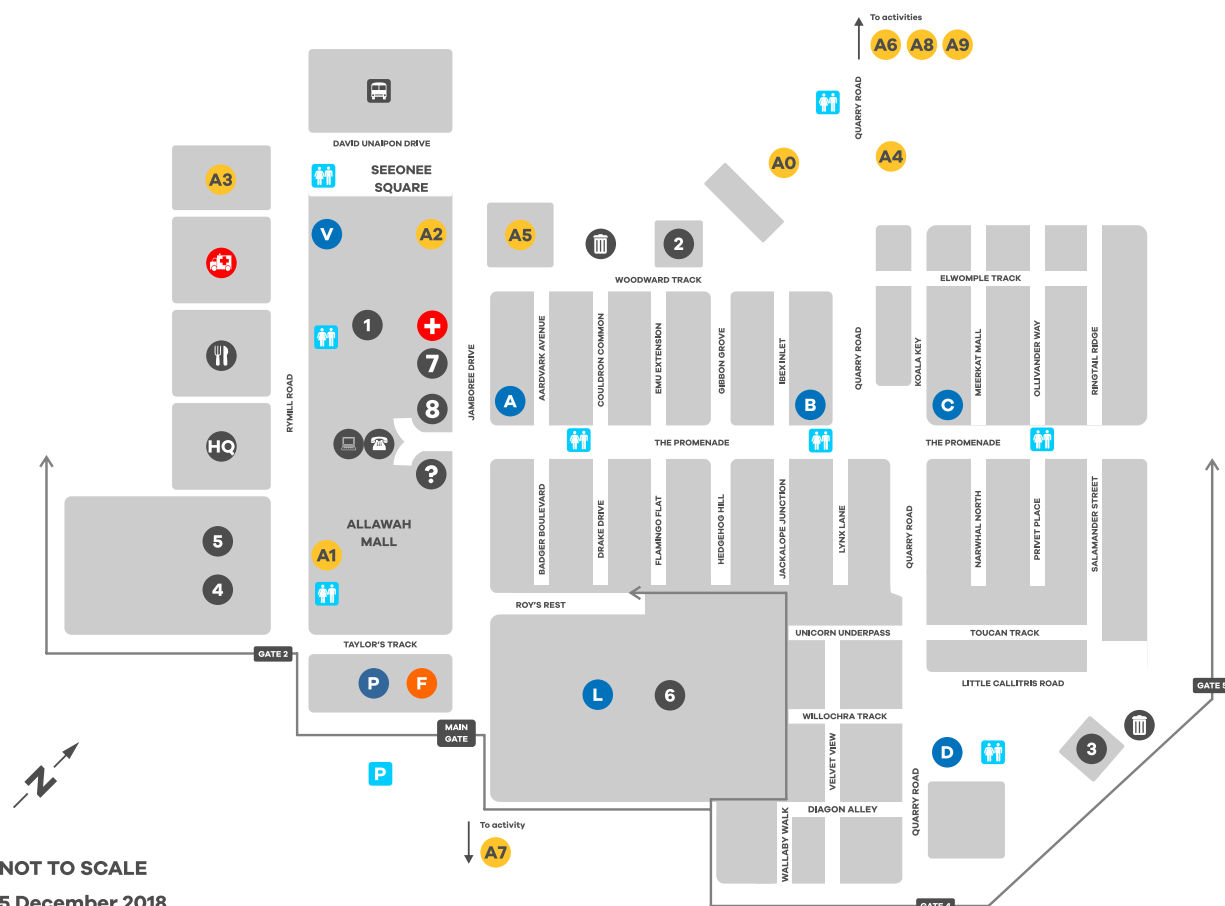 To activities
A6 A8 A9
QUARRY ROAD
DAVID UNAIPON DRIVE
SEEONEE
SQUARE
A3
A0
A4
V
A2
A5
2
WOODWARD TRACK
ELWOMPLE TRACK
1
7
8
RYMILL ROAD
JAMBOREE DRIVE
A
AARDVARK AVENUE
COULDRON COMMON
EMU EXTENSION
GIBBON GROVE
IBEX INLET
B
QUARRY ROAD
KOALA KEY
C
MEERKAT MALL
OLLIVANDER WAY
RINGTAIL RIDGE
HQ
THE PROMENADE
THE PROMENADE
?
ALLAWAH
MALL
5
4
A1
BADGER BOULEVARD
DRAKE DRIVE
FLAMINGO FLAT
HEDGEHOG HILL
JACKALOPE JUNCTION
LYNX LANE
QUARRY ROAD
NARWHAL NORTH
PRIVET PLACE
SALAMANDER STREET
ROY'S REST
UNICORN UNDERPASS
TOUCAN TRACK
TAYLOR'S TRACK
GATE 2
P
F
L
6
LITTLE CALLITRIS ROAD
GATE 5
WILLOCHRA TRACK
MAIN
GATE
VELVET VIEW
D
3
P
N
DIAGON ALLEY
QUARRY ROAD
WALLABY WALK
To activity
A7
NOT TO SCALE
5 December 2018
GATE 4